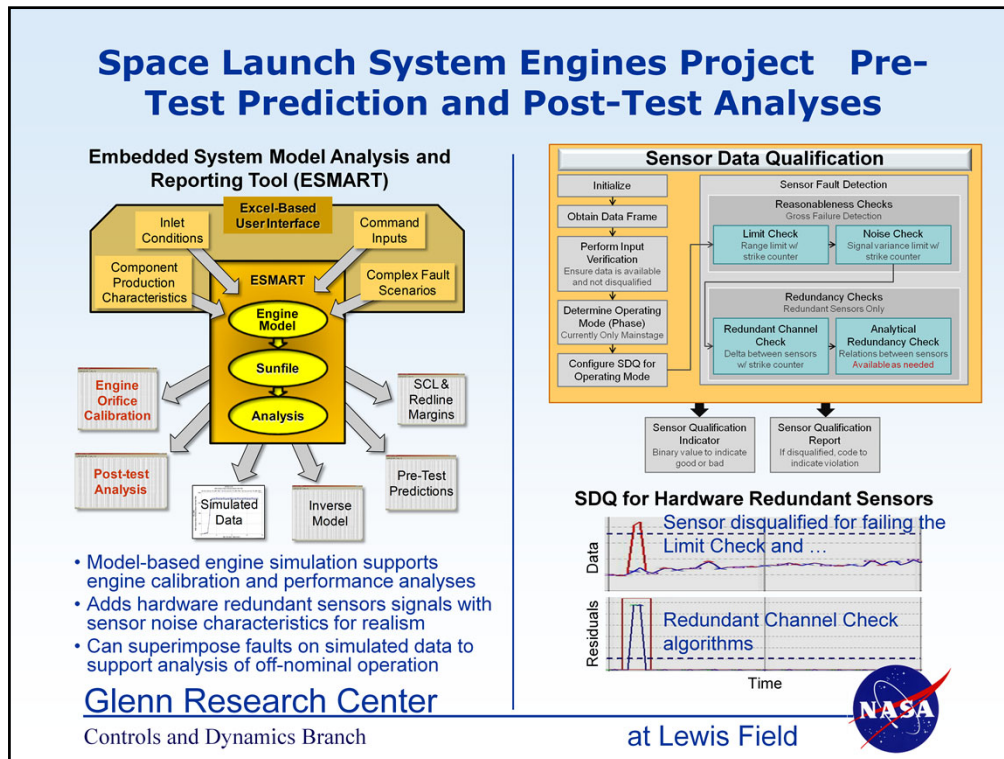 Space Launch System Engines Project Pre-
Test Prediction and Post-Test Analyses
Embedded System Model Analysis and
Reporting Tool (ESMART)
Excel-Based
User Interface
Inlet
Conditions
Command
Inputs
Component
Production
Characteristics
Complex Fault
Scenarios
ESMART
Engine
Model
Sunfile
Analysis
Engine
Orifice
Calibration
SCL &
Redline
Margins
Post-test
Analysis
Simulated
Data
Inverse
Model
Pre-Test
Predictions
• Model-based engine simulation supports
engine calibration and performance analyses
• Adds hardware redundant sensors signals with
sensor noise characteristics for realism
• Can superimpose faults on simulated data to
support analysis of off-nominal operation
Sensor Data Qualification
Initialize
Obtain Data Frame
Perform Input
Verification
Ensure data is available
and not disqualified
Determine Operating
Mode (Phase)
Currently Only Mainstage
Configure SDQ for
Operating Mode
Sensor Fault Detection
Reasonableness Checks
Gross Failure Detection
Limit Check
Range limit w/
strike counter
Noise Check
Signal variance limit w/
strike counter
Redundancy Checks
Redundant Sensors Only
Redundant Channel
Check
Delta between sensors
w/ strike counter
Analytical
Redundancy Check
Relations between sensors
Available as needed
Sensor Qualification
Indicator
Binary value to indicate
good or bad
Sensor Qualification
Report
If disqualified, code to
indicate violation
SDQ for Hardware Redundant Sensors
Data
Sensor disqualified for failing the
Limit Check and …
Residuals
Redundant Channel Check
algorithms
Time
Glenn Research Center
Controls and Dynamics Branch
at Lewis Field
NASA